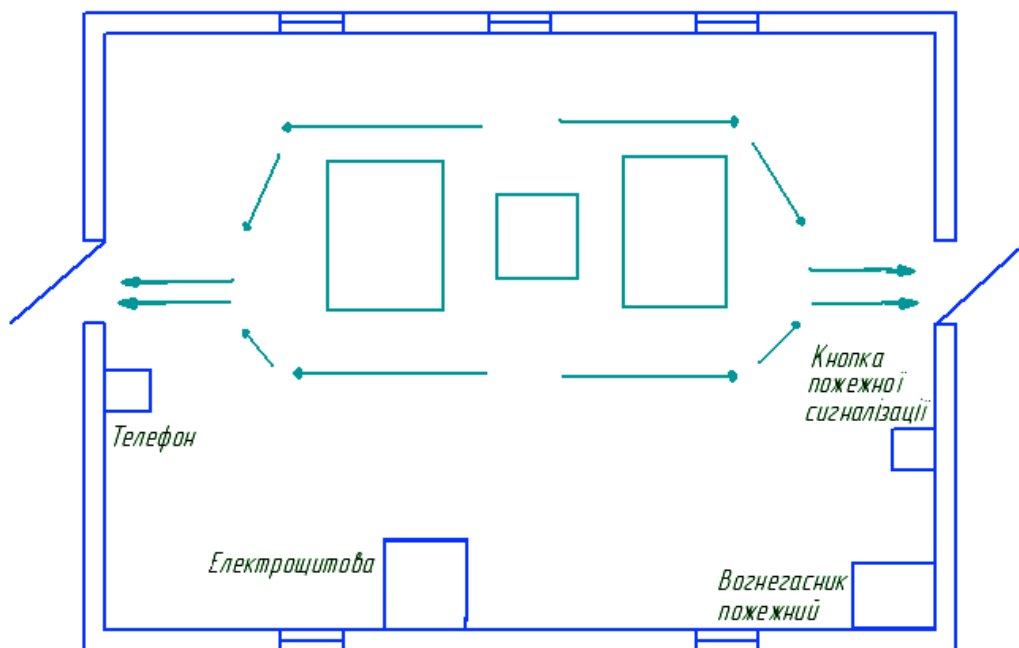 Кнопка
пожежної
сигналізації
Телефон
Електрощитова
Вогнегасник
пожежний